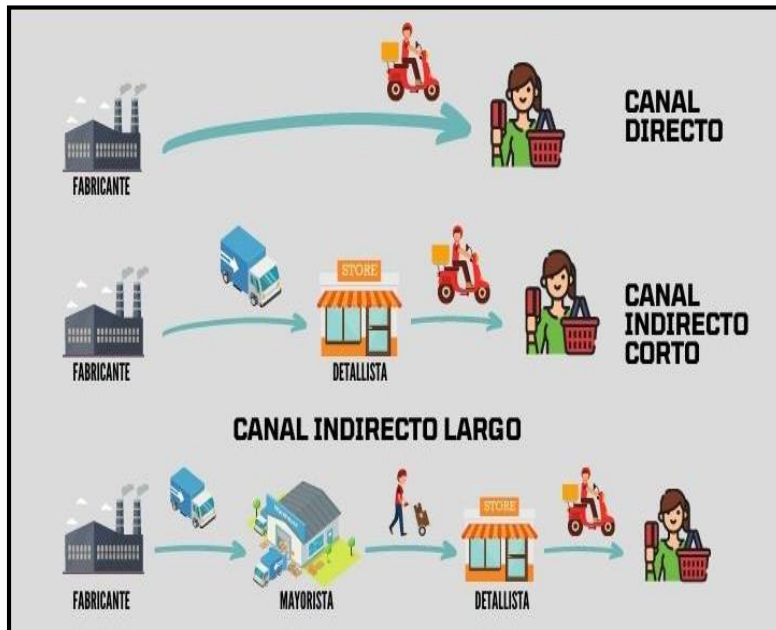 CANAL
DIRECTO
FABRICANTE
STORE
CANAL
INDIRECTO
CORTO
FABRICANTE
DETALLISTA
CANAL INDIRECTO LARGO
STORE
FABRICANTE
MAYORISTA
DETALLISTA